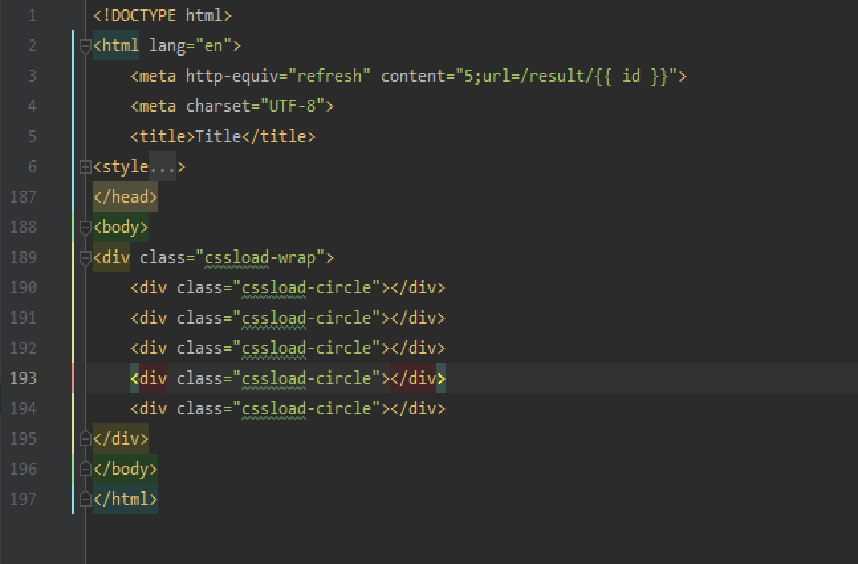 1 <!DOCTYPE html>
2 <html lang="en">
3 <meta http-equiv="refresh" content="5;url=/result/{{ id }}">
4 <meta charset="UTF-8">
5 <title>Title</title>
6 <style...>
187 </head>
188 <body>
189 <div class="cssload-wrap">
190 <div class="cssload-circle"></div>
191 <div class="cssload-circle"></div>
192 <div class="cssload-circle"></div>
193 <div class="cssload-circle"></div>
194 <div class="cssload-circle"></div>
195 </div>
196 </body>
197 </html>